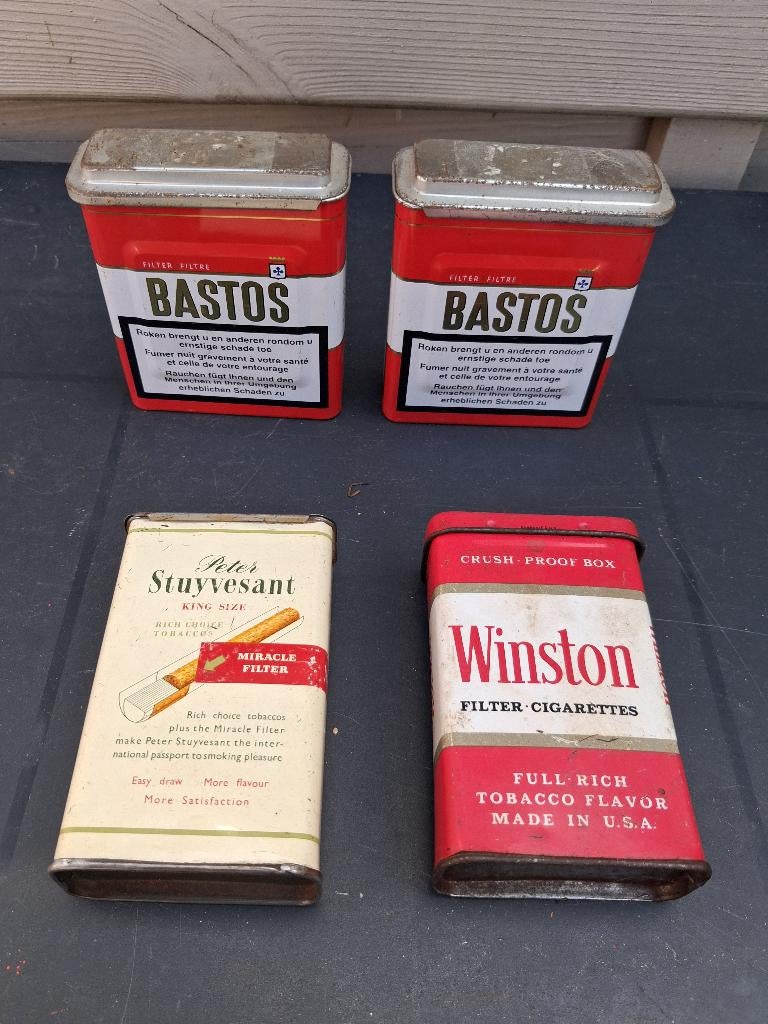 FILTER FILTRE
BASTOS
Roken brengt u en anderen rondom u
ernstige schade toe
Fumer nuit gravement à votre santé
et celle de votre entourage
Rauchen fügt Ihnen und den
Menschen in Ihrer Umgebung
erheblichen Schaden zu
FILTER FILTRE
BASTOS
Roken brengt u en anderen rondom u
ernstige schade toe
Fumer nuit gravement à votre santé
et celle de votre entourage
Rauchen fügt Ihnen und den
Menschen in Ihrer Umgebung
erheblichen Schaden zu
Peter
Stuyvesant
KING SIZE
RICH CHOICE
TOBACCOS
MIRACLE
FILTER
Rich choice tobaccos
plus the Miracle Filter
make Peter Stuyvesant the inter-
national passport to smoking pleasure
Easy draw More flavour
More Satisfaction
CRUSH-PROOF BOX
Winston
FILTER·CIGARETTES
FULL·RICH
TOBACCO FLAVOR
MADE IN U.S.A.